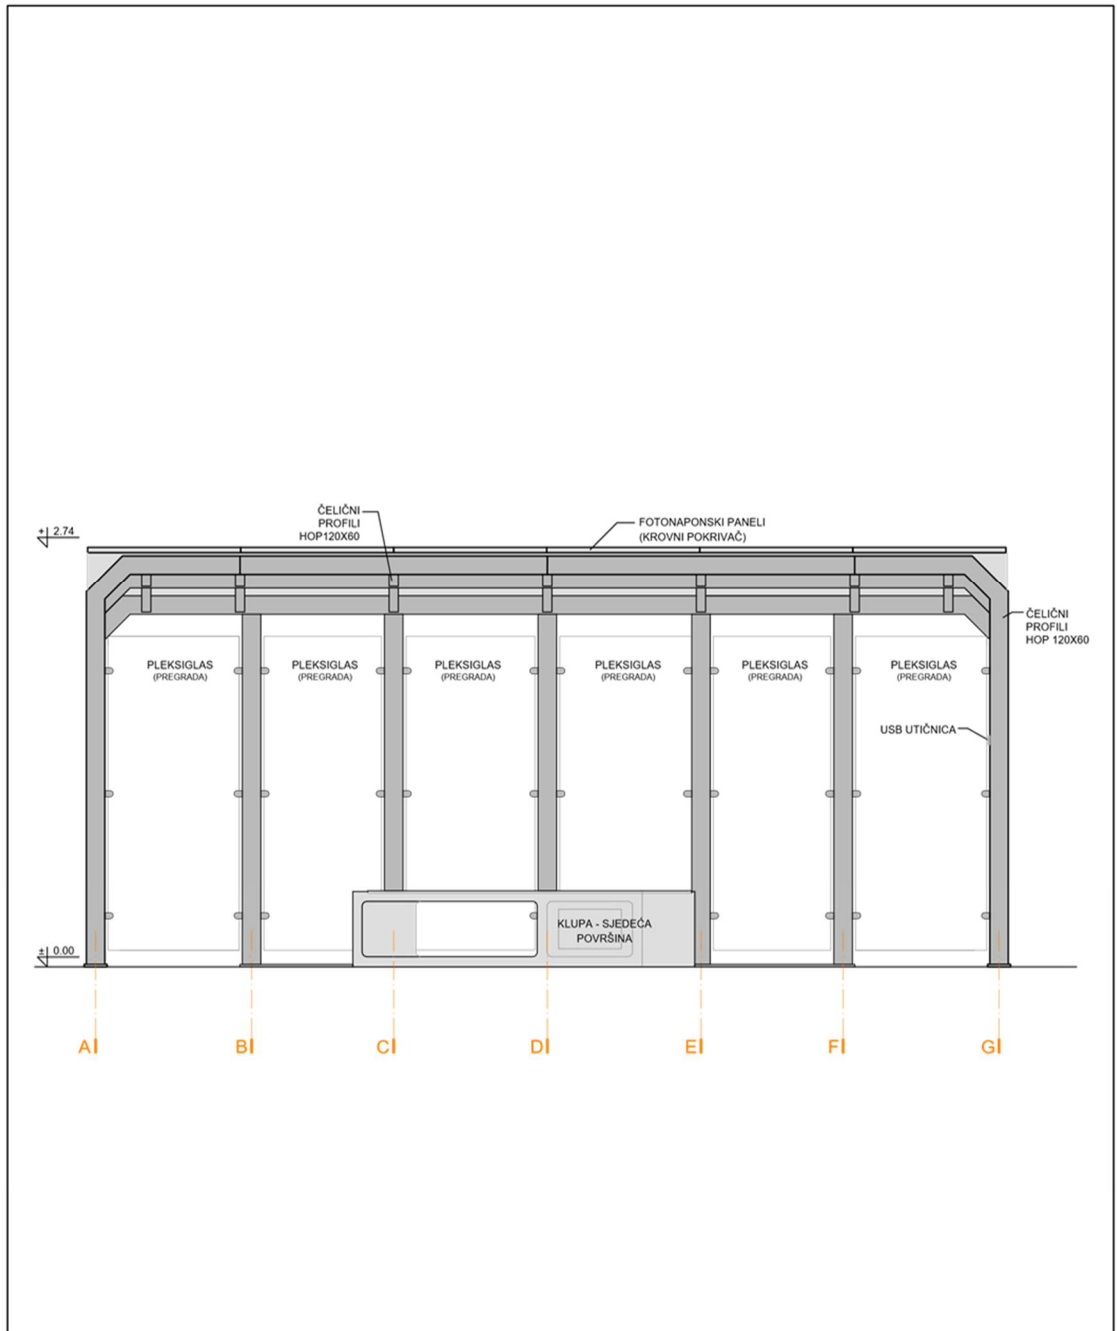 ČELIČNI
PROFILI
HOP120X60
FOTONAPONSKI PANELI
(KROVNI POKRIVAČ)
± 2.74
ČELIČNI
PROFILI
HOP 120X60
PLEKSIGLAS
(PREGRADA)
PLEKSIGLAS
(PREGRADA)
PLEKSIGLAS
(PREGRADA)
PLEKSIGLAS
(PREGRADA)
PLEKSIGLAS
(PREGRADA)
PLEKSIGLAS
(PREGRADA)
USB UTIČNICA
KLUPA - SJEDEĆA
POVRŠINA
± 0.00
A B C D E F G